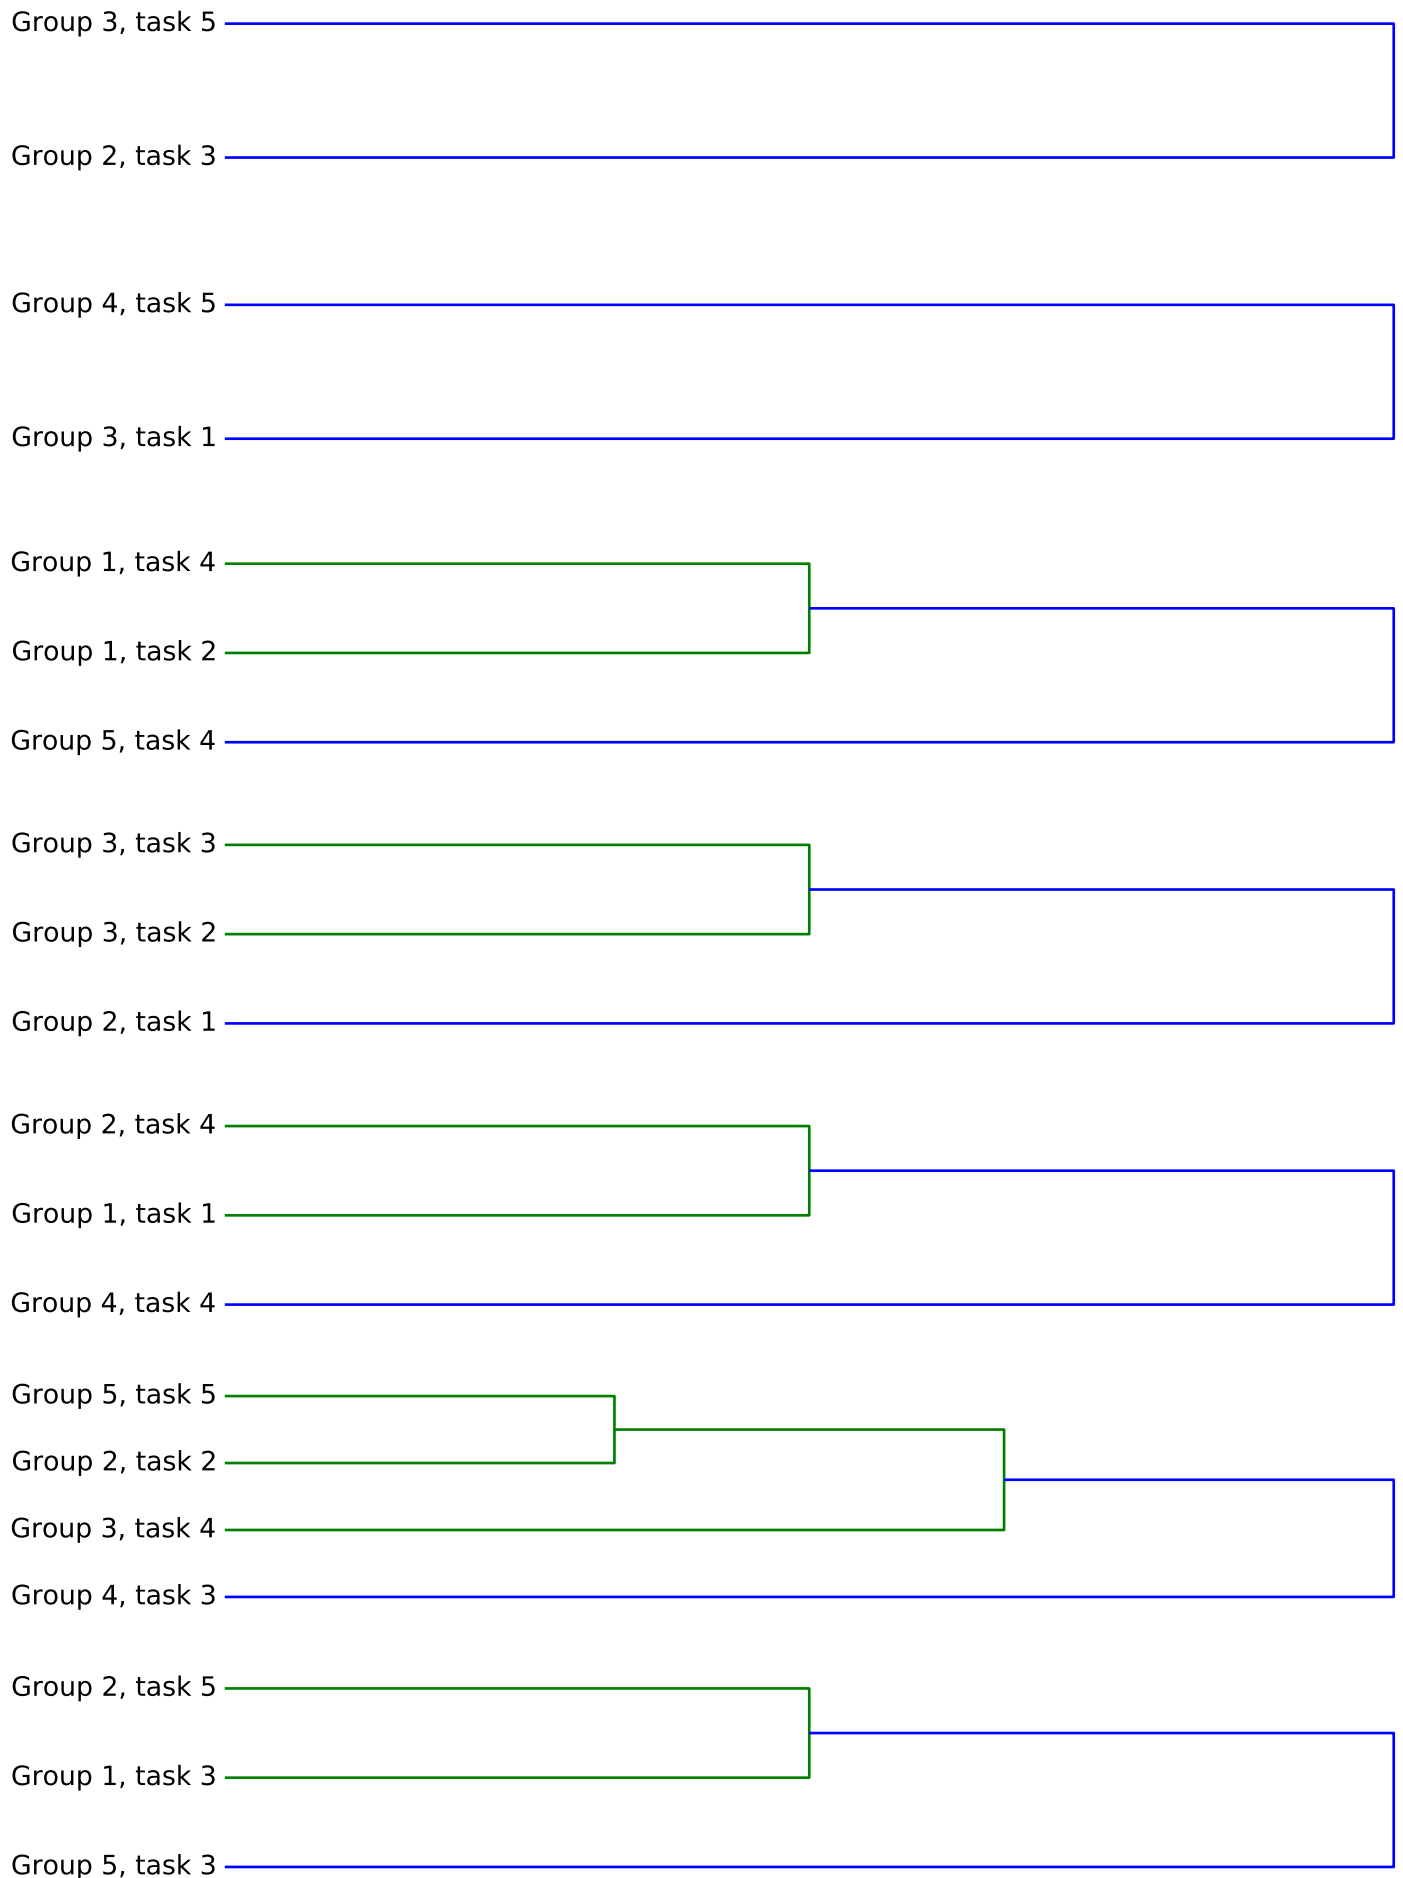 Group 3, task 5
Group 2, task 3
Group 4, task 5
Group 3, task 1
Group 1, task 4
Group 1, task 2
Group 5, task 4
Group 3, task 3
Group 3, task 2
Group 2, task 1
Group 2, task 4
Group 1, task 1
Group 4, task 4
Group 5, task 5
Group 2, task 2
Group 3, task 4
Group 4, task 3
Group 2, task 5
Group 1, task 3
Group 5, task 3